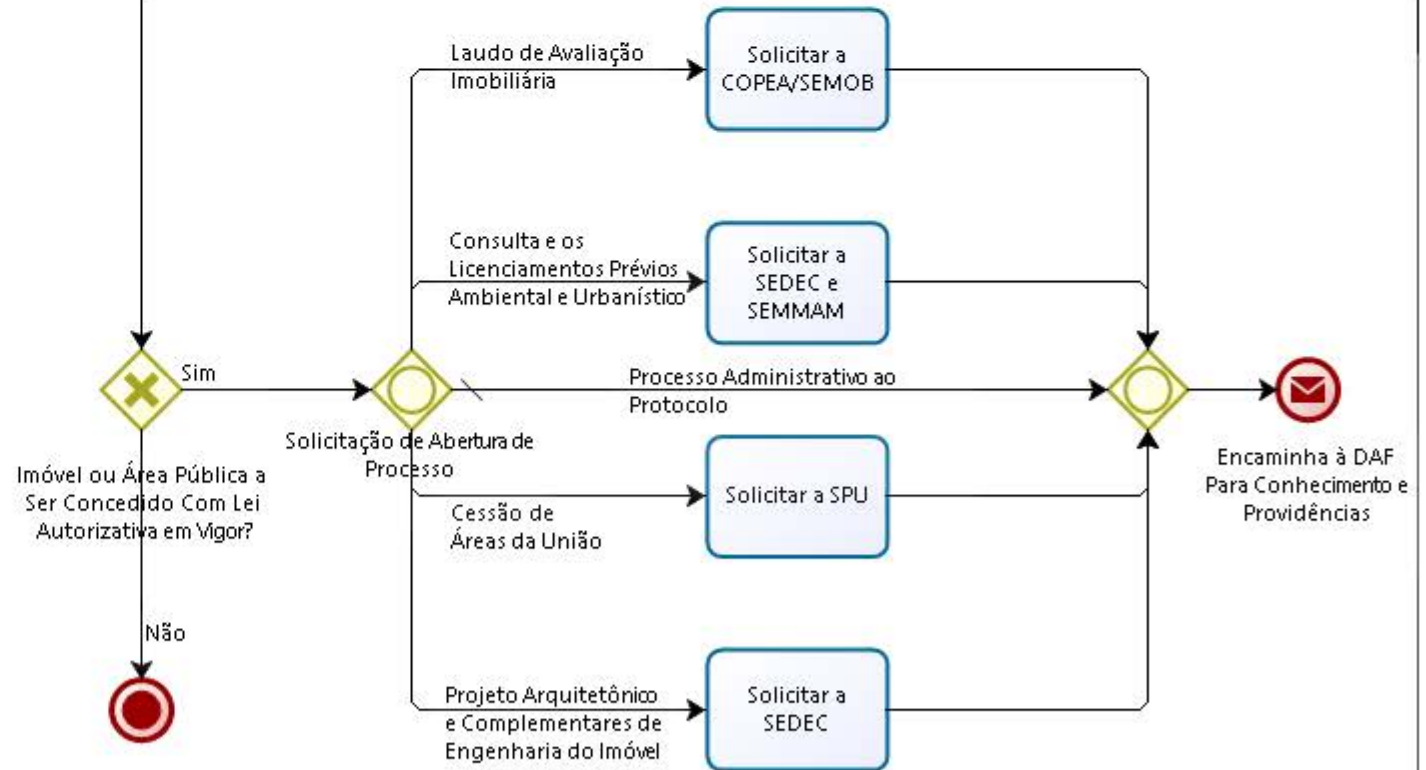 Laudo de Avaliação
Imobiliária
Solicitar a
COPEA/SEMOB
Consulta e os
Licenciamentos Prévios
Ambiental e Urbanístico
Solicitar a
SEDEC e
SEMMAM
Sim
Processo Administrativo ao
Protocolo
Solicitação de Abertura de
Processo
Imóvel ou Área Pública a
Ser Concedido Com Lei
Autorizativa em Vigor?
Encaminha à DAF
Para Conhecimento e
Providências
Solicitar a SPU
Cessão de
Áreas da União
Não
Projeto Arquitetônico
e Complementares de
Engenharia do Imóvel
Solicitar a
SEDEC